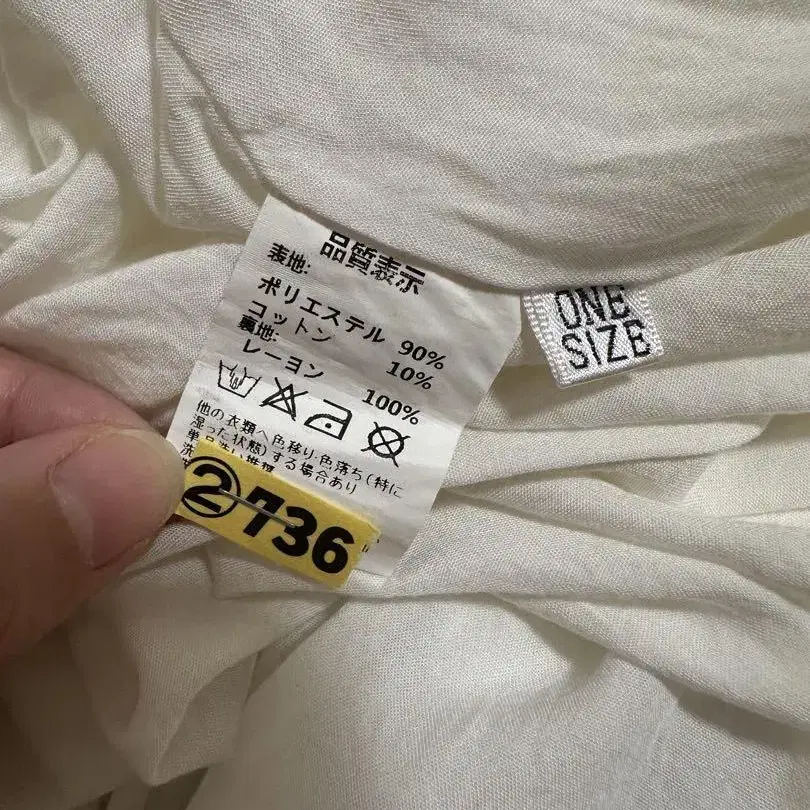 品質表示
表地:
ポリエステル 90%
コットン 10%
裏地:
レーヨン 100%
他の衣類へ色移り・色落ち(特に
湿った状態)する場合あり
②736
ONE
SIZE